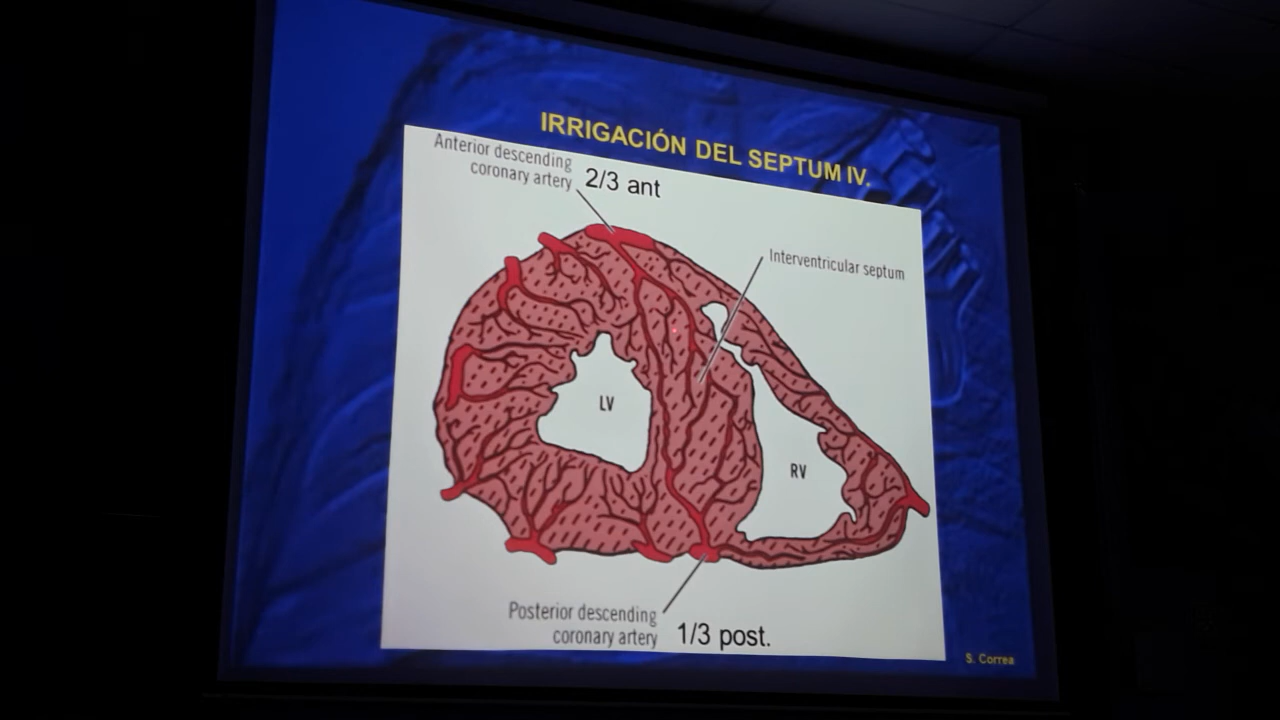 IRRIGACIÓN DEL SEPTUM IV.
Anterior descending
coronary artery 2/3 ant
Interventricular septum
LV
RV
Posterior descending
coronary artery 1/3 post.
S. Correa